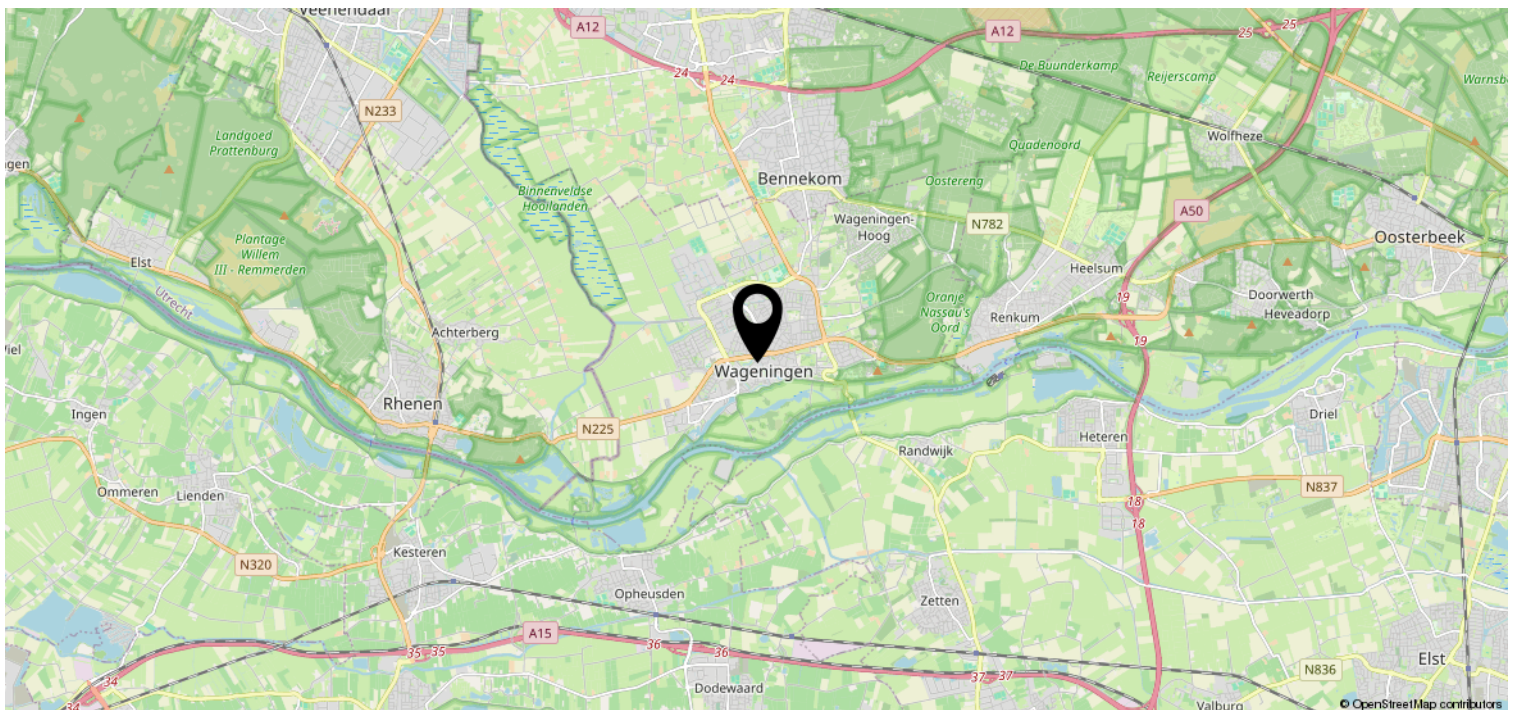 Veenendaal
A12
24
24
A12
25
25
De Buunderkamp
Reijerscamp
N233
Landgoed
Prattenburg
Wolfheze
Quadenoord
Bennekom
Oostereng
Binnenveldse
Hooilanden
Wageningen-
Hoog
N782
A50
Oosterbeek
Plantage
Willem
III - Remmerden
Elst
Utrecht
Heelsum
19
Doorwerth
Heveadorp
Oranje
Nassau's
Oord
Renkum
Achterberg
19
Wageningen
Rhenen
Ingen
N225
Driel
Heteren
Randwijk
Ommeren
Lienden
N837
18
18
Kesteren
N320
Opheusden
Zetten
A15
35
35
36
36
37
37
34
34
Dodewaard
Elst
N836
Valburg
© OpenStreetMap contributors